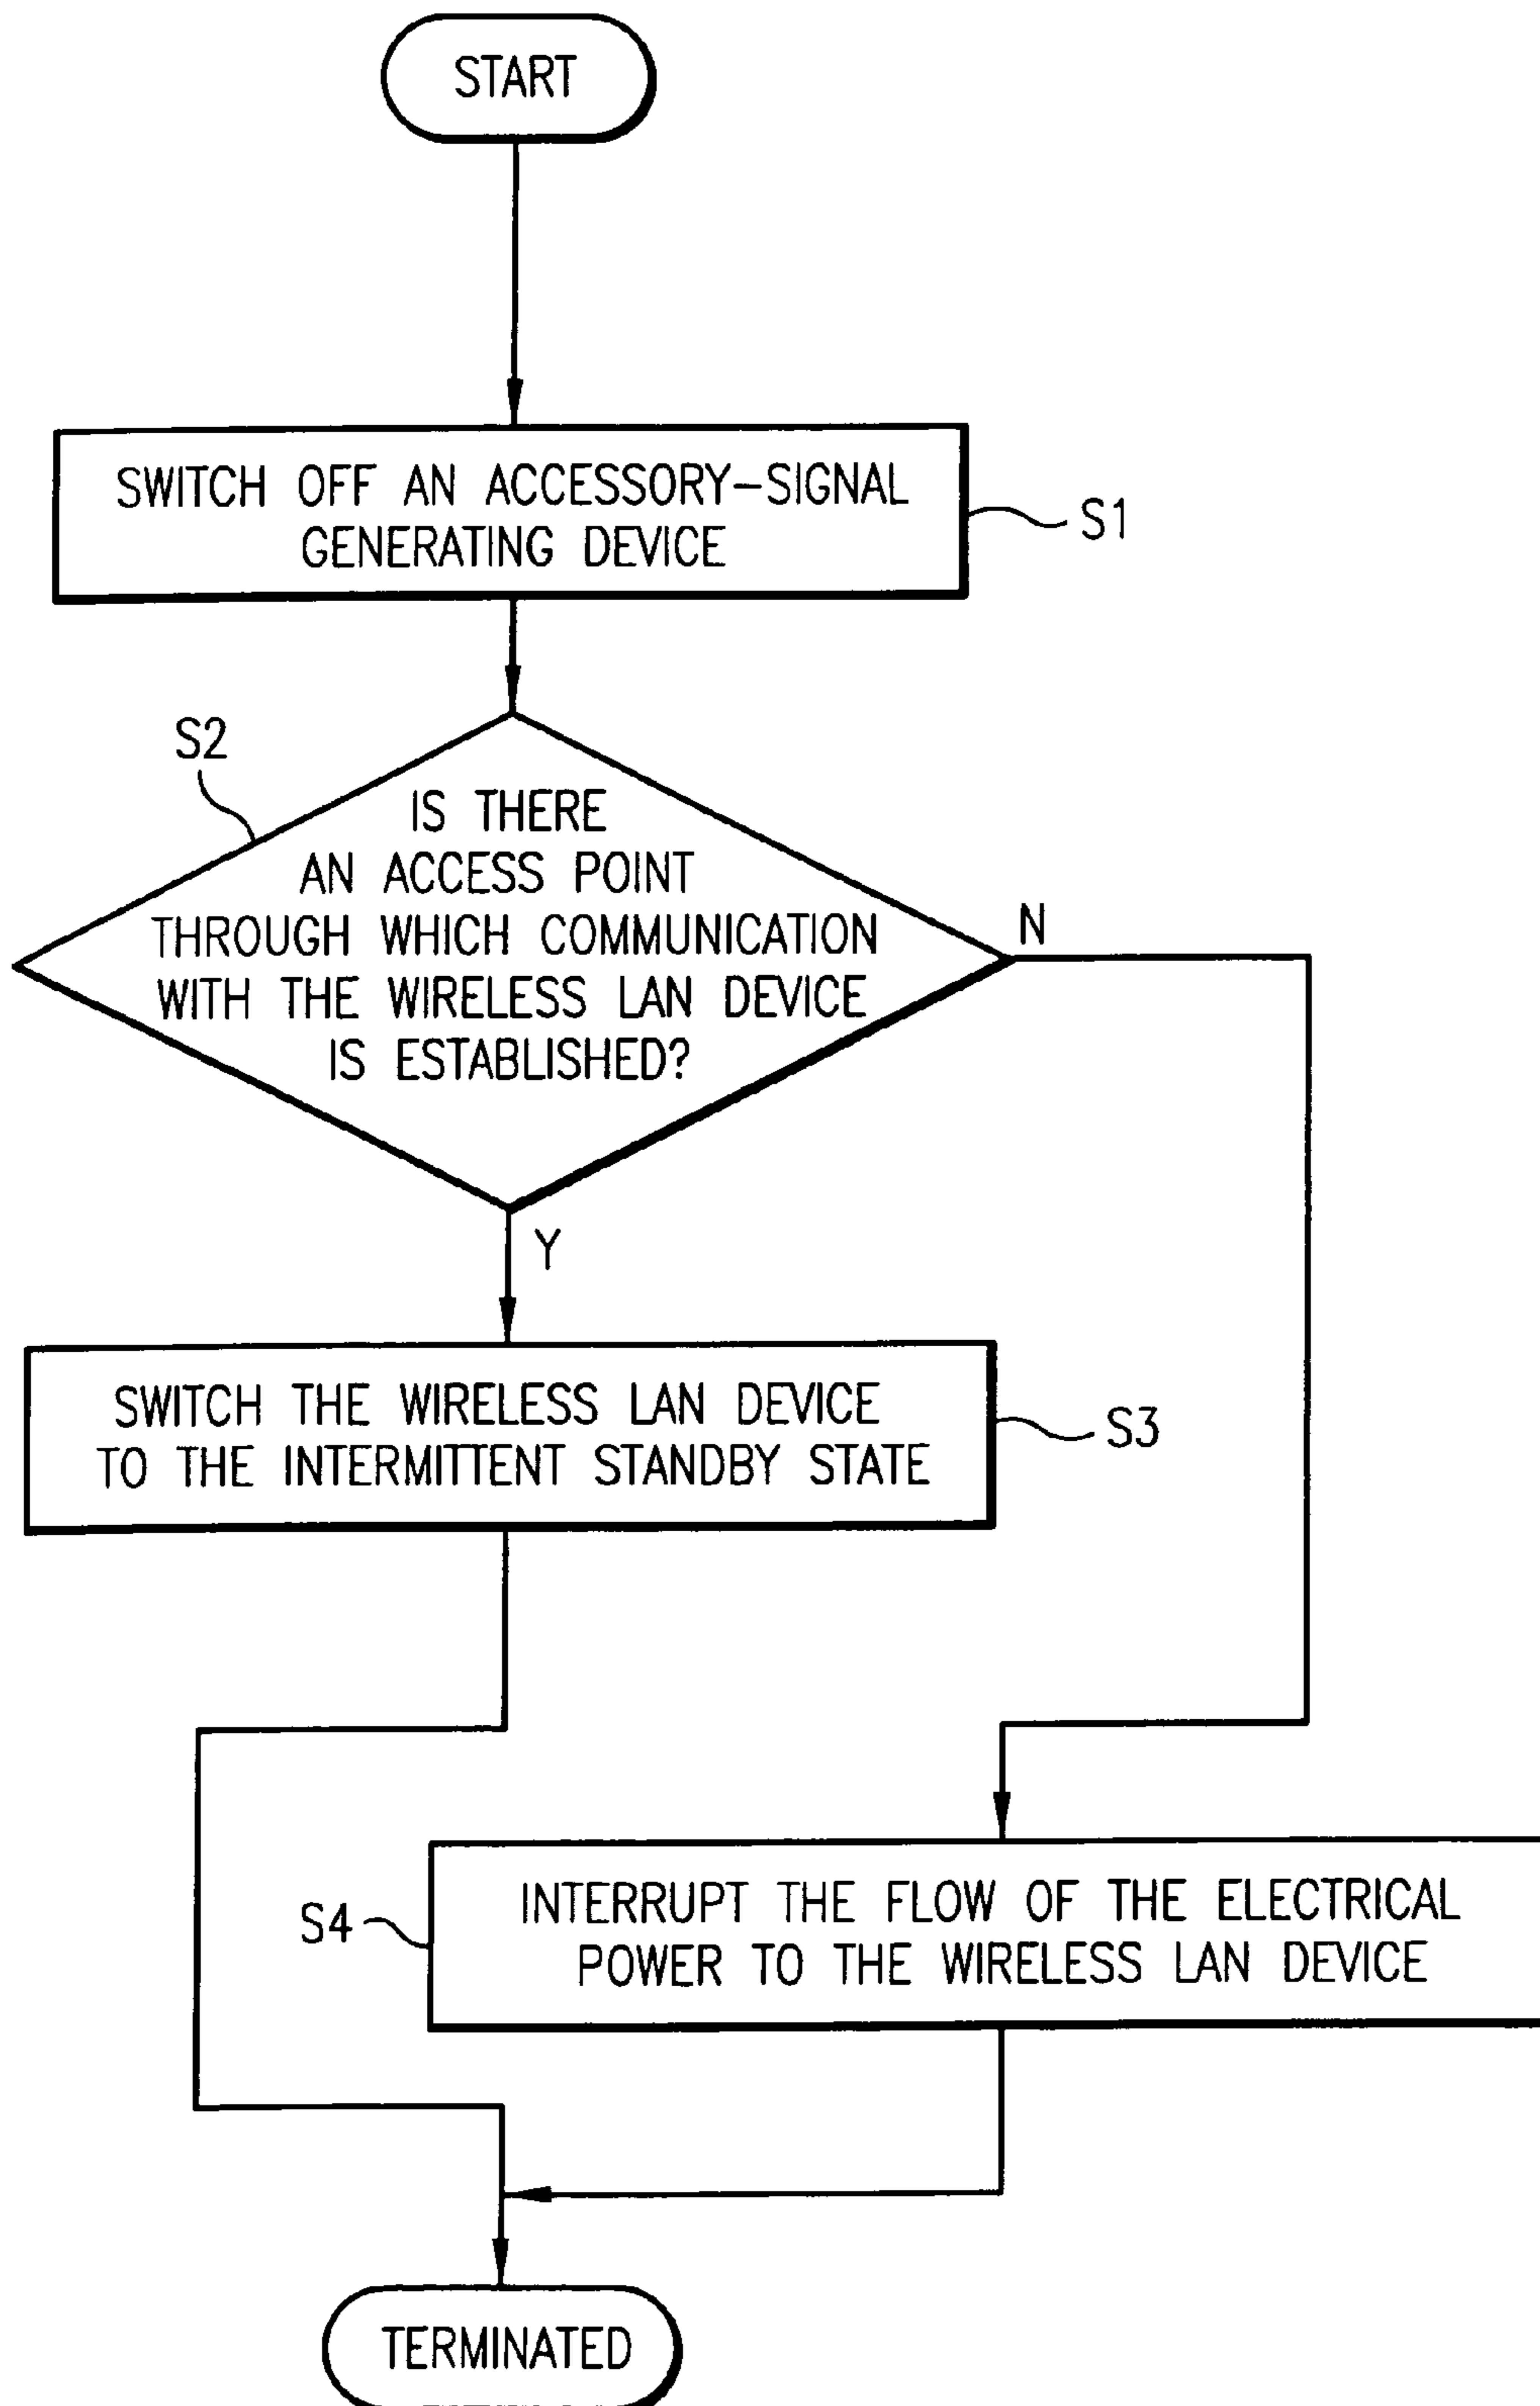 START
SWITCH OFF AN ACCESSORY-SIGNAL
GENERATING DEVICE
S1
S2
IS THERE
AN ACCESS POINT
THROUGH WHICH COMMUNICATION
WITH THE WIRELESS LAN DEVICE
IS ESTABLISHED?
N
Y
SWITCH THE WIRELESS LAN DEVICE
TO THE INTERMITTENT STANDBY STATE
S3
S4
INTERRUPT THE FLOW OF THE ELECTRICAL
POWER TO THE WIRELESS LAN DEVICE
TERMINATED